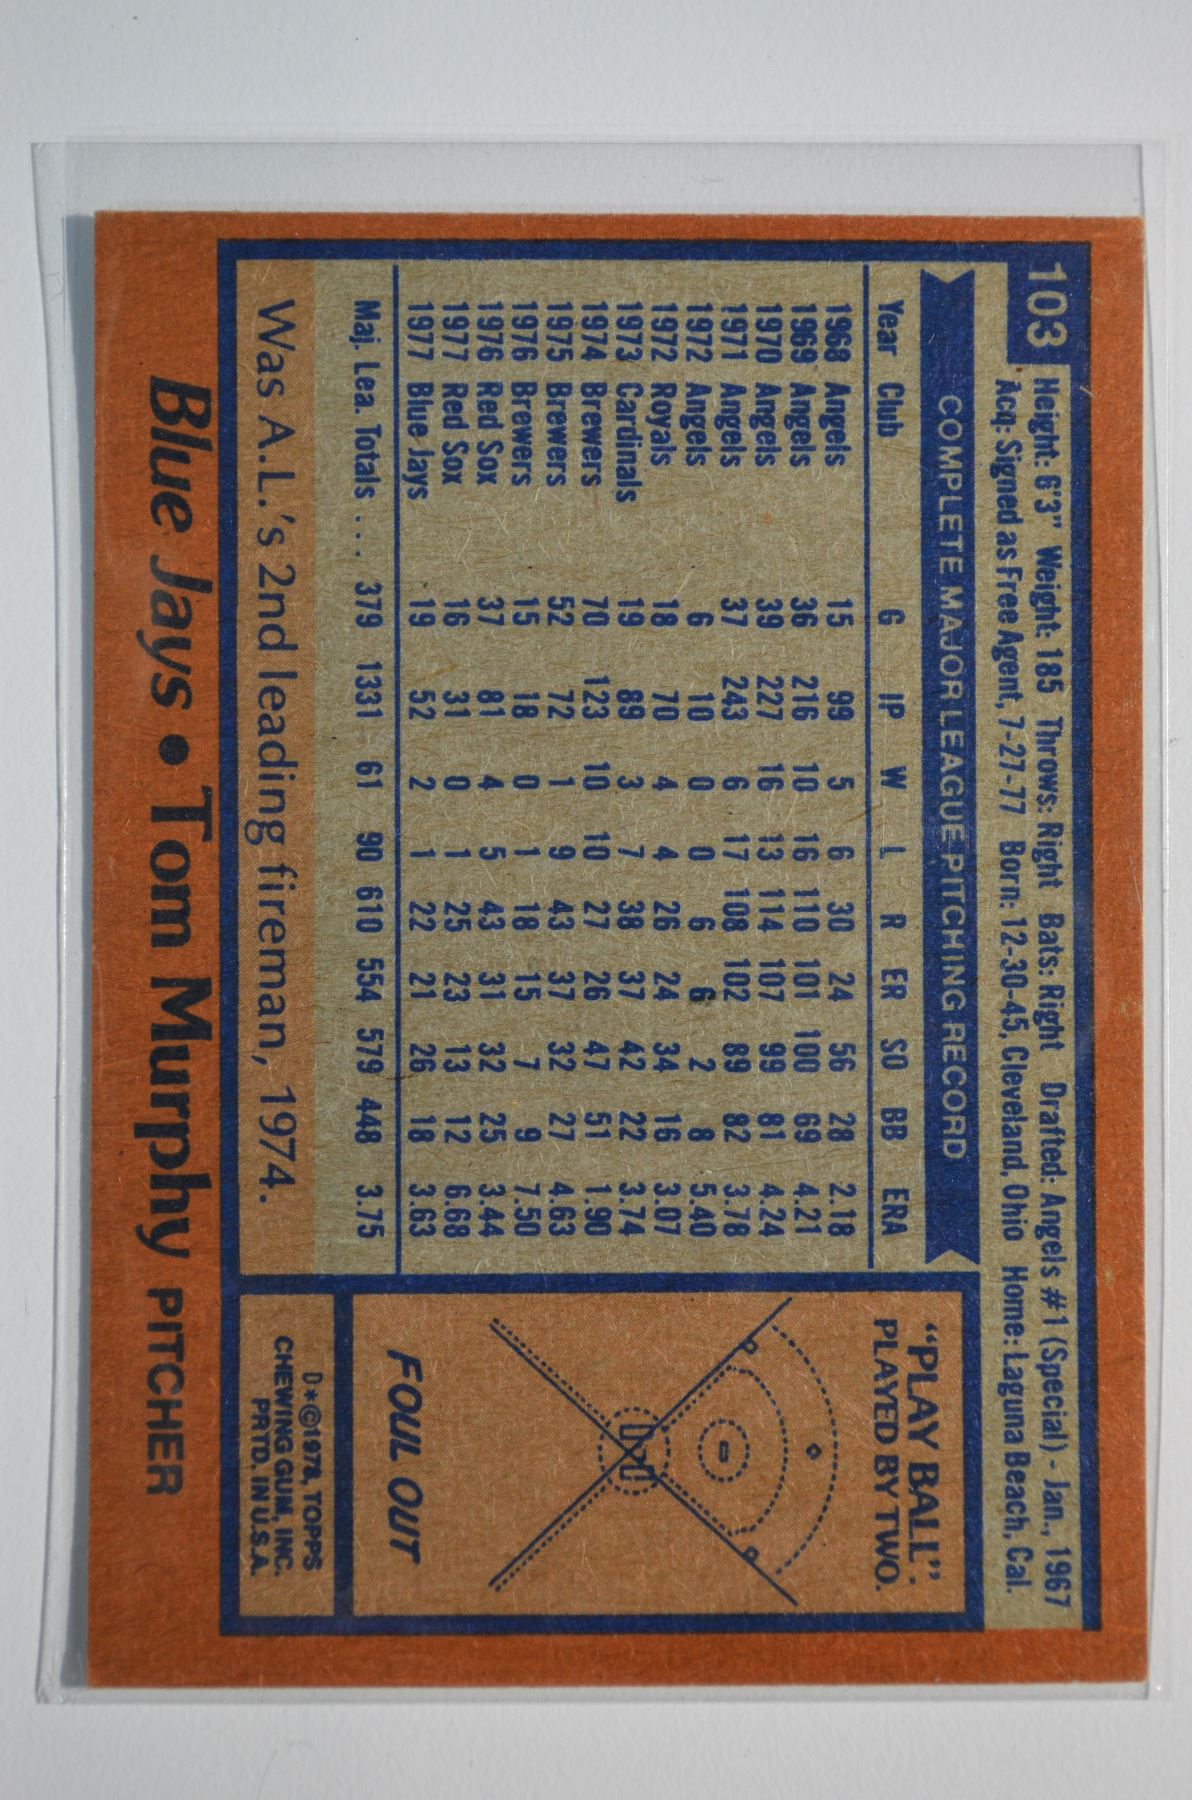 103
Height: 6'3" Weight: 185 Throws: Right Bats: Right Drafted: Angels #1 (Special) - Jan., 1967
Acq: Signed as Free Agent, 7-27-77 Born: 12-30-45, Cleveland, Ohio Home: Laguna Beach, Cal.
COMPLETE MAJOR LEAGUE PITCHING RECORD
Year Club G IP W L R ER SO BB ERA
1968 Angels 15 99 5 6 30 24 56 28 2.18
1969 Angels 36 216 10 16 110 101 100 69 4.21
1970 Angels 39 227 16 13 114 107 99 81 4.24
1971 Angels 37 243 6 17 108 102 89 82 3.78
1972 Angels 6 10 0 0 6 6 2 8 5.40
1972 Royals 18 70 4 4 26 24 34 16 3.07
1973 Cardinals 19 89 3 7 38 37 42 22 3.74
1974 Brewers 70 123 10 10 27 26 47 51 1.90
1975 Brewers 52 72 1 9 43 37 32 27 4.63
1976 Brewers 15 18 0 1 18 15 7 9 7.50
1976 Red Sox 37 81 4 5 43 31 32 25 3.44
1977 Red Sox 16 31 0 1 25 23 13 12 6.68
1977 Blue Jays 19 52 2 1 22 21 26 18 3.63
Maj. Lea. Totals . . . 379 1331 61 90 610 554 579 448 3.75
Was A.L.'s 2nd leading fireman, 1974.
"PLAY BALL".
PLAYED BY TWO.
FOUL OUT
D*©1978, TOPPS
CHEWING GUM, INC.
PRTD. IN U.S.A.
Blue Jays • Tom Murphy PITCHER